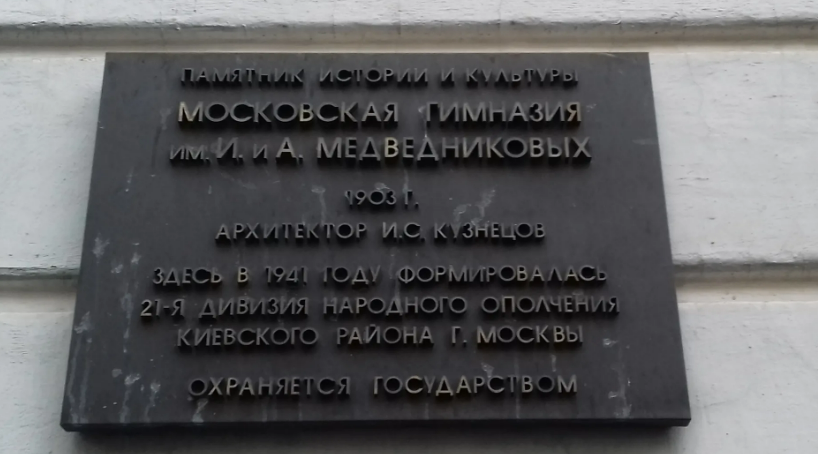 ПАМЯТНИК ИСТОРИИ И КУЛЬТУРЫ
МОСКОВСКАЯ ГИМНАЗИЯ
ИМ. И. И А. МЕДВЕДНИКОВЫХ
1903 Г.
АРХИТЕКТОР И.С. КУЗНЕЦОВ
ЗДЕСЬ В 1941 ГОДУ ФОРМИРОВАЛАСЬ
21-Я ДИВИЗИЯ НАРОДНОГО ОПОЛЧЕНИЯ
КИЕВСКОГО РАЙОНА Г. МОСКВЫ
ОХРАНЯЕТСЯ ГОСУДАРСТВОМ